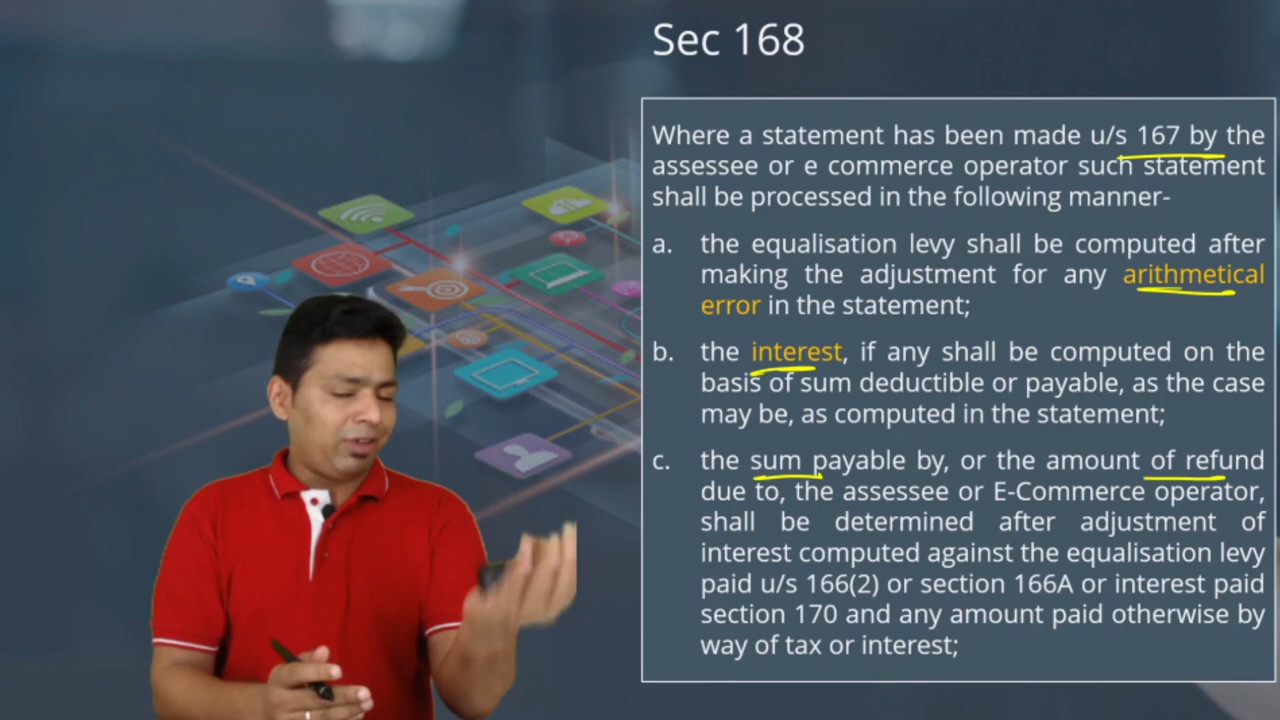 Sec 168
Where a statement has been made u/s 167 by the
assessee or e commerce operator such statement
shall be processed in the following manner-
a. the equalisation levy shall be computed after
making the adjustment for any arithmetical
error in the statement;
b. the interest, if any shall be computed on the
basis of sum deductible or payable, as the case
may be, as computed in the statement;
c. the sum payable by, or the amount of refund
due to, the assessee or E-Commerce operator,
shall be determined after adjustment of
interest computed against the equalisation levy
paid u/s 166(2) or section 166A or interest paid
section 170 and any amount paid otherwise by
way of tax or interest;